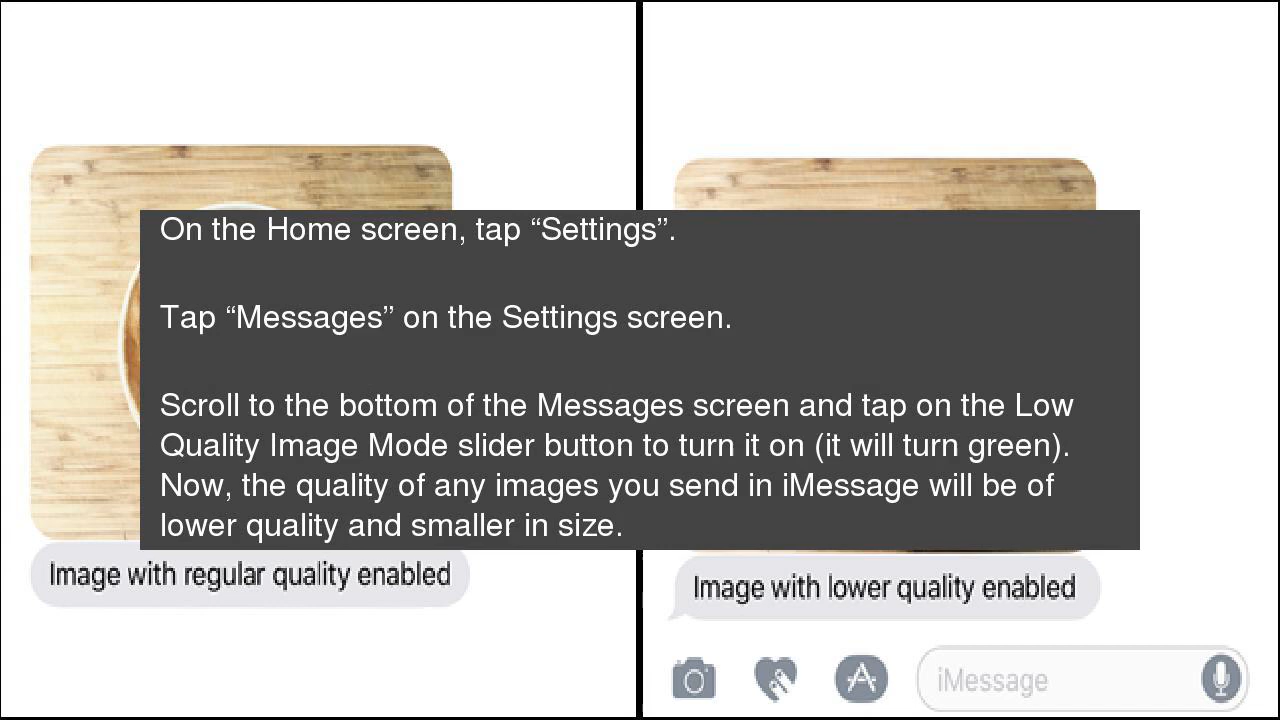 On the Home screen, tap “Settings”.
Tap “Messages” on the Settings screen.
Scroll to the bottom of the Messages screen and tap on the Low
Quality Image Mode slider button to turn it on (it will turn green).
Now, the quality of any images you send in iMessage will be of
lower quality and smaller in size.
Image with regular quality enabled
Image with lower quality enabled
iMessage